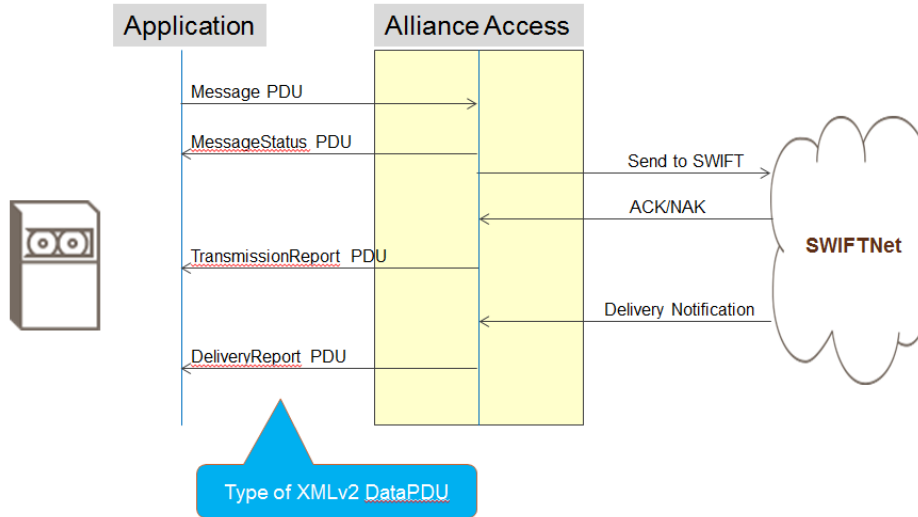 Application
Alliance Access
Message PDU
MessageStatus PDU
Send to SWIFT
ACK/NAK
SWIFTNet
TransmissionReport PDU
Delivery Notification
DeliveryReport PDU
Type of XMLv2 DataPDU